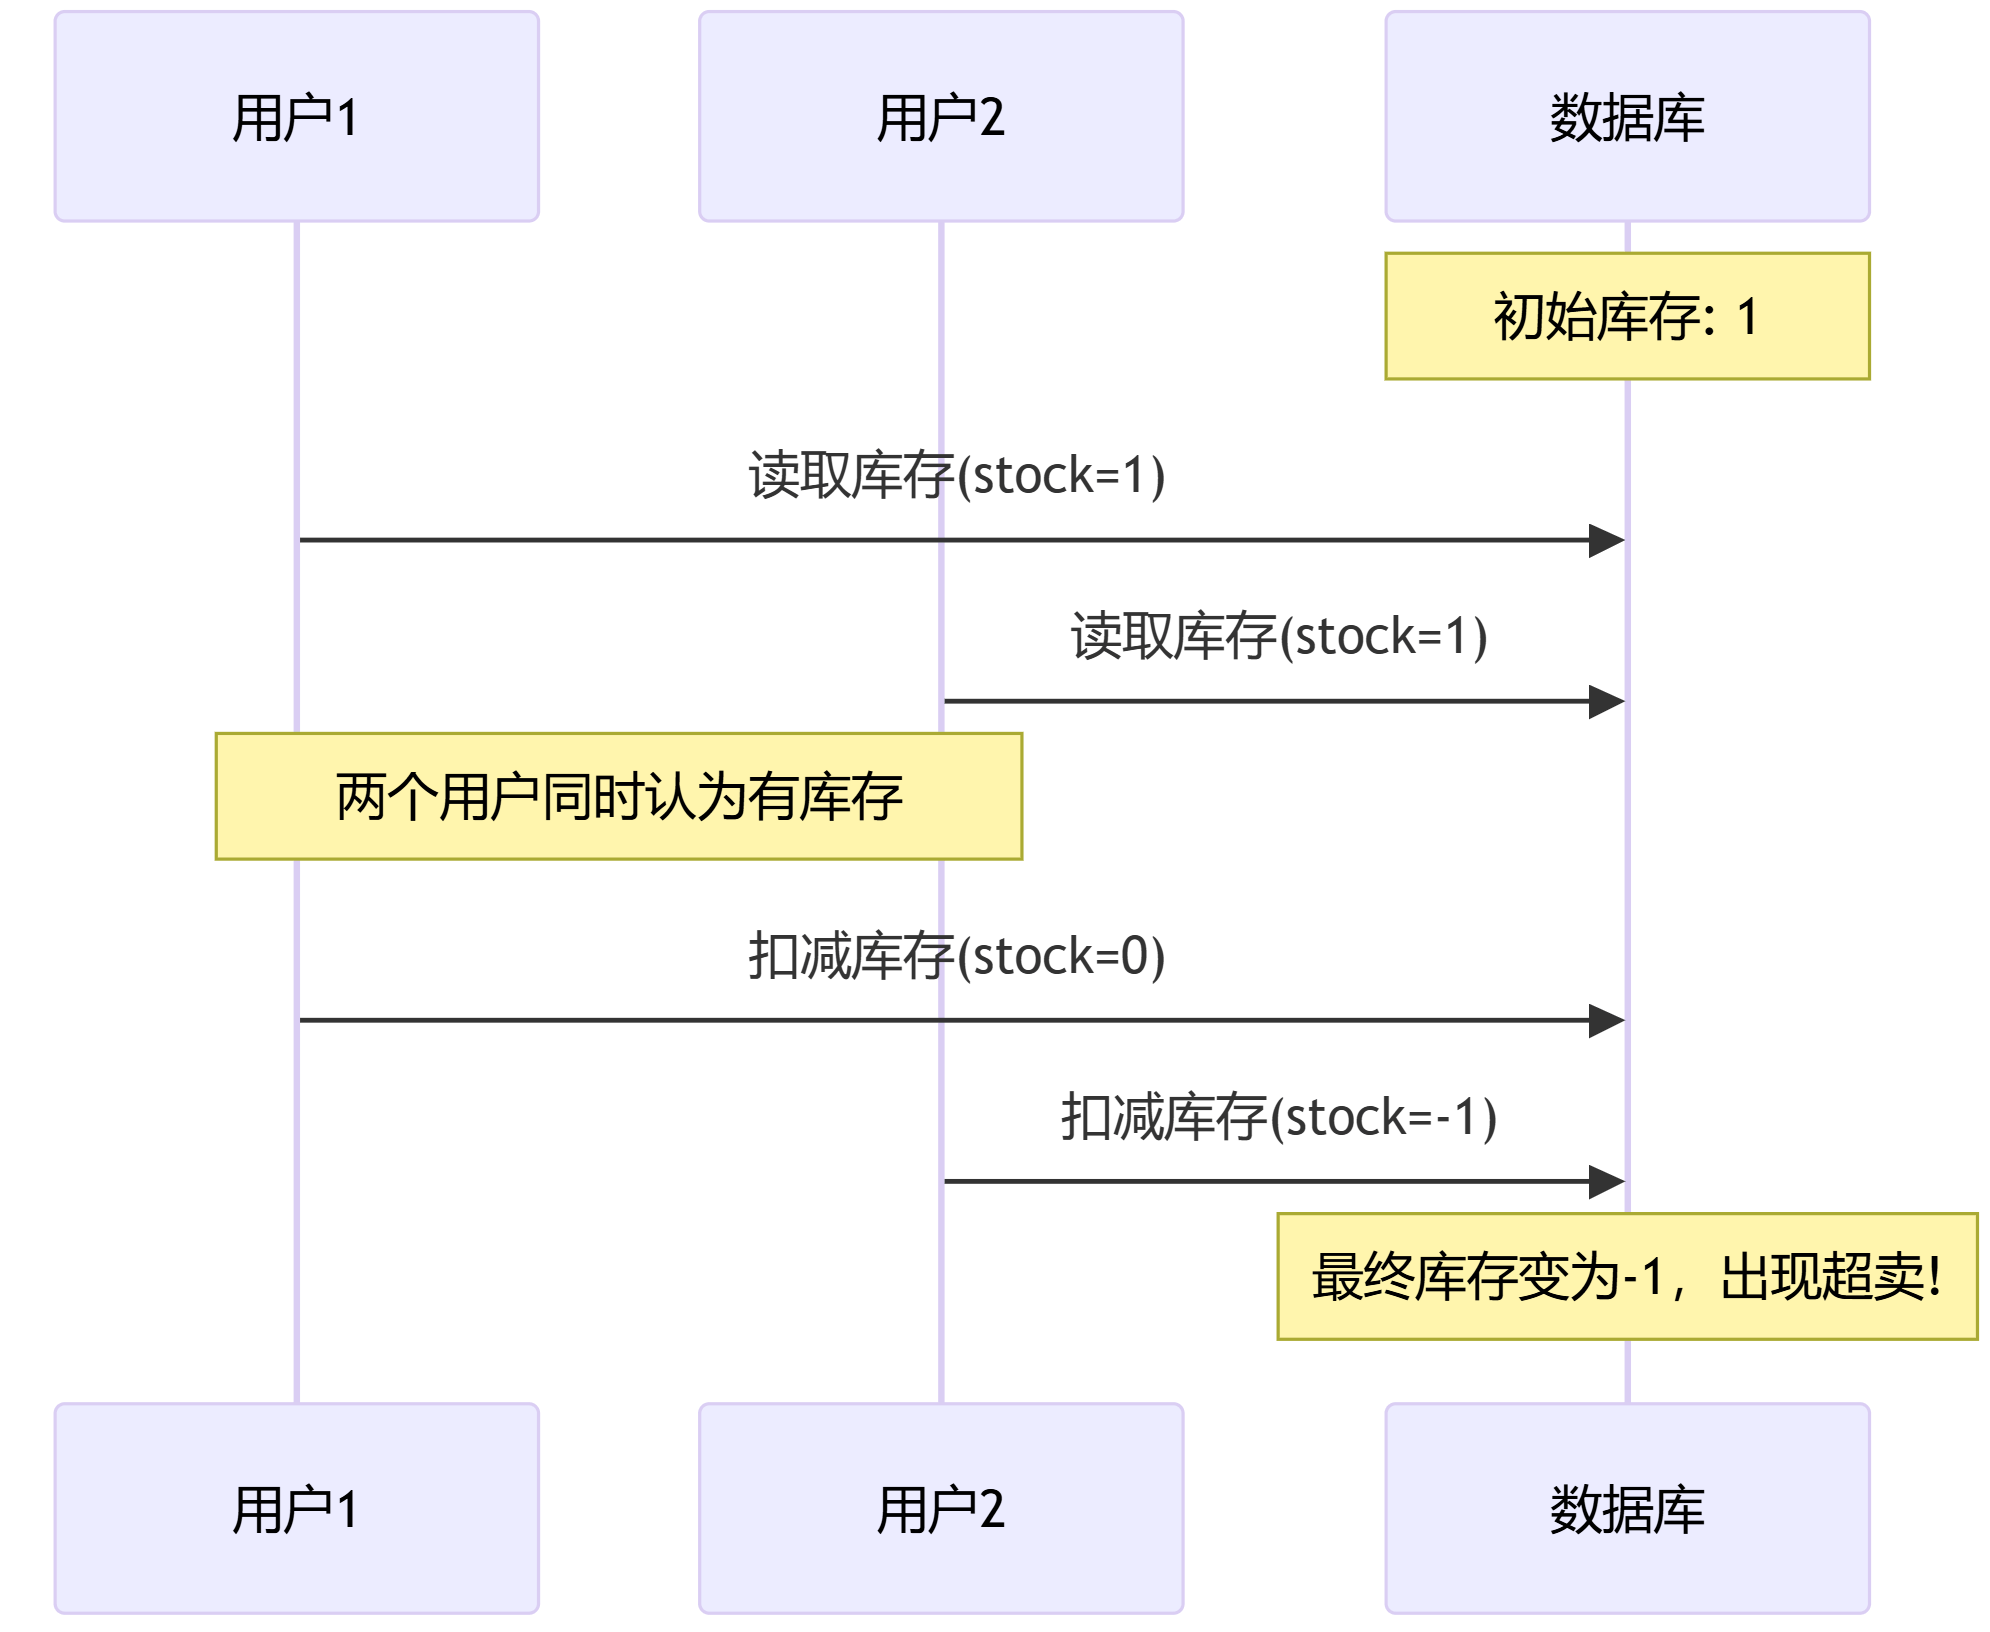 用户1
用户2
数据库
初始库存: 1
读取库存(stock=1)
读取库存(stock=1)
两个用户同时认为有库存
扣减库存(stock=0)
扣减库存(stock=-1)
最终库存变为-1，出现超卖!
用户1
用户2
数据库